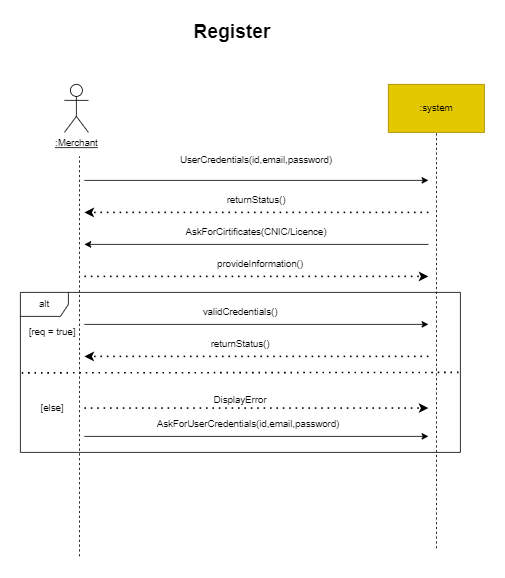 Register
:Merchant
:system
UserCredentials(id,email,password)
returnStatus()
AskForCirtificates(CNIC/Licence)
provideInformation()
alt
validCredentials()
[req = true]
returnStatus()
DisplayError
[else]
AskForUserCredentials(id,email,password)